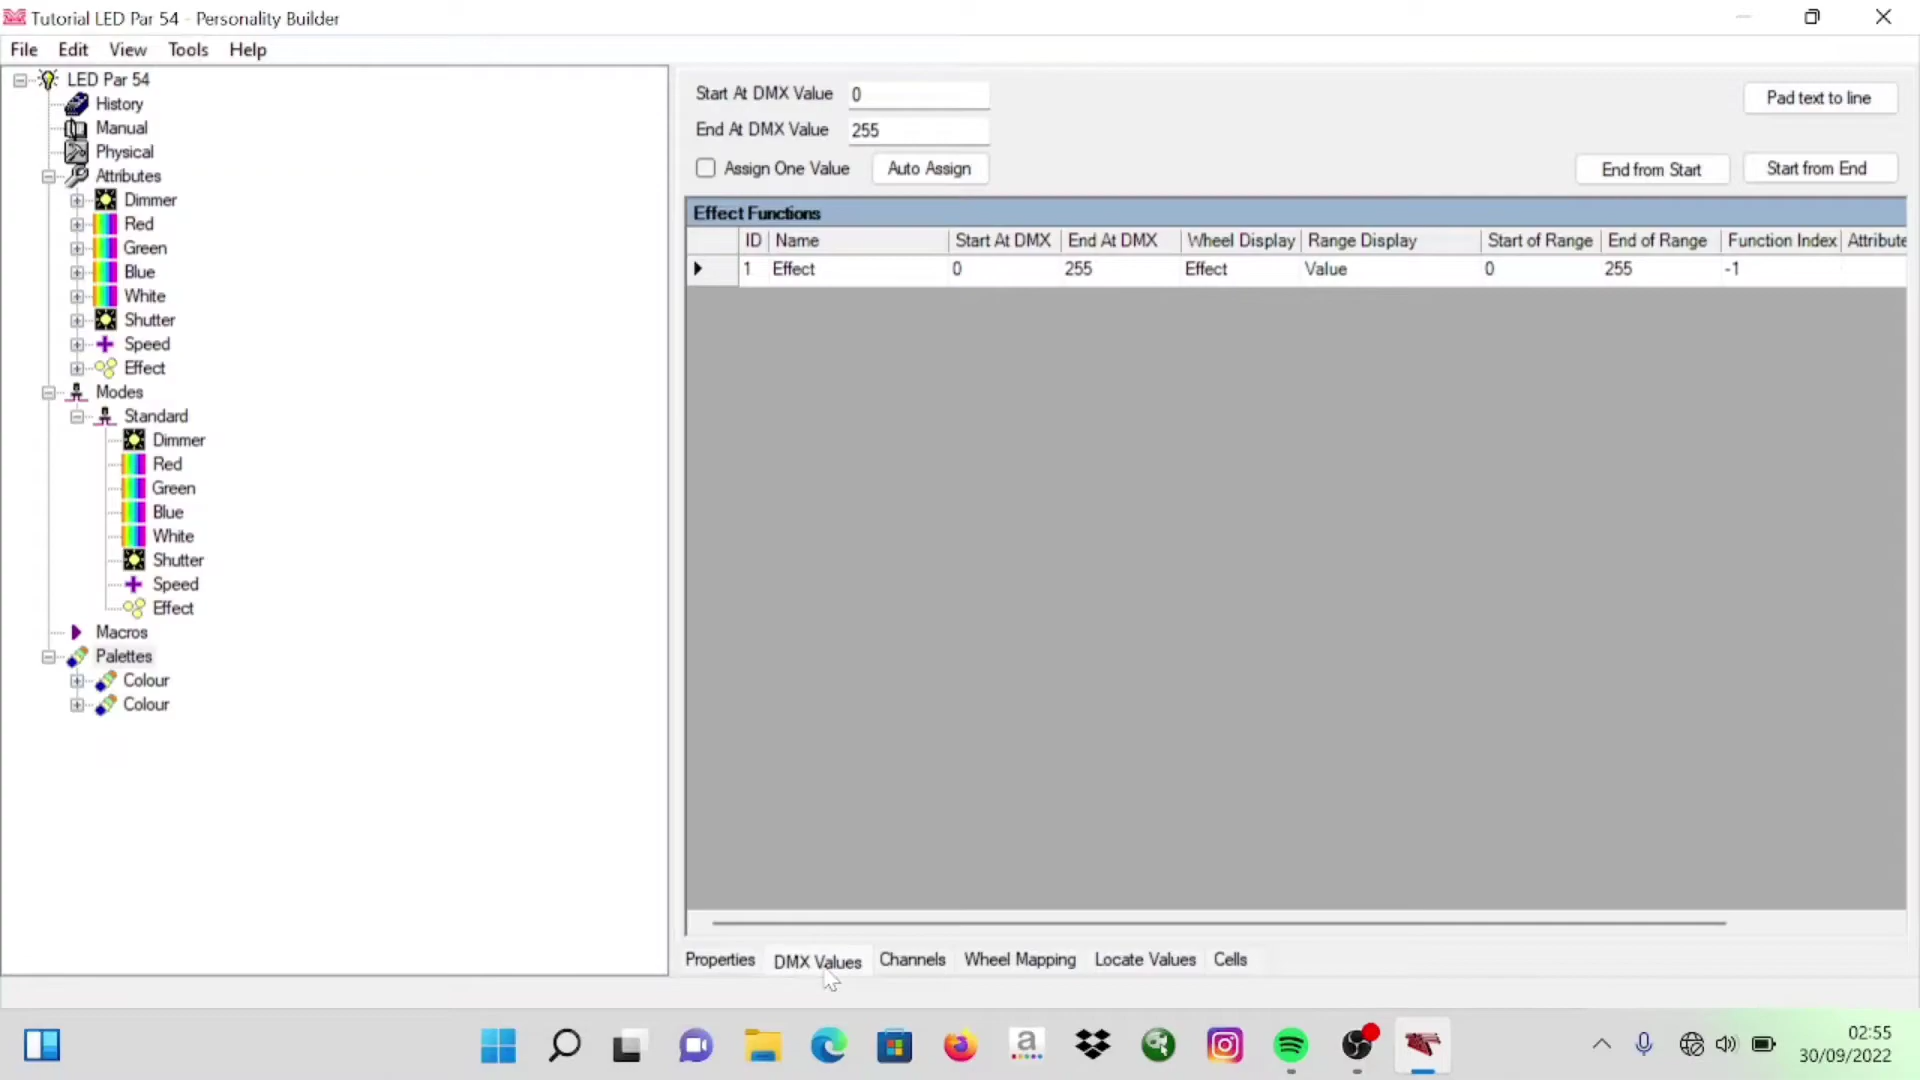 Tutorial LED Par 54 - Personality Builder
File Edit View Tools Help
LED Par 54
History
Manual
Physical
Attributes
Dimmer
Red
Green
Blue
White
Shutter
Speed
Effect
Modes
Standard
Dimmer
Red
Green
Blue
White
Shutter
Speed
Effect
Macros
Palettes
Colour
Colour
Start At DMX Value 0
Pad text to line
End At DMX Value 255
Assign One Value Auto Assign End from Start Start from End
Effect Functions
ID Name Start At DMX End At DMX Wheel Display Range Display Start of Range End of Range Function Index Attribute
1 Effect 0 255 Effect Value 0 255 -1
Properties DMX Values Channels Wheel Mapping Locate Values Cells
a
02:55
30/09/2022